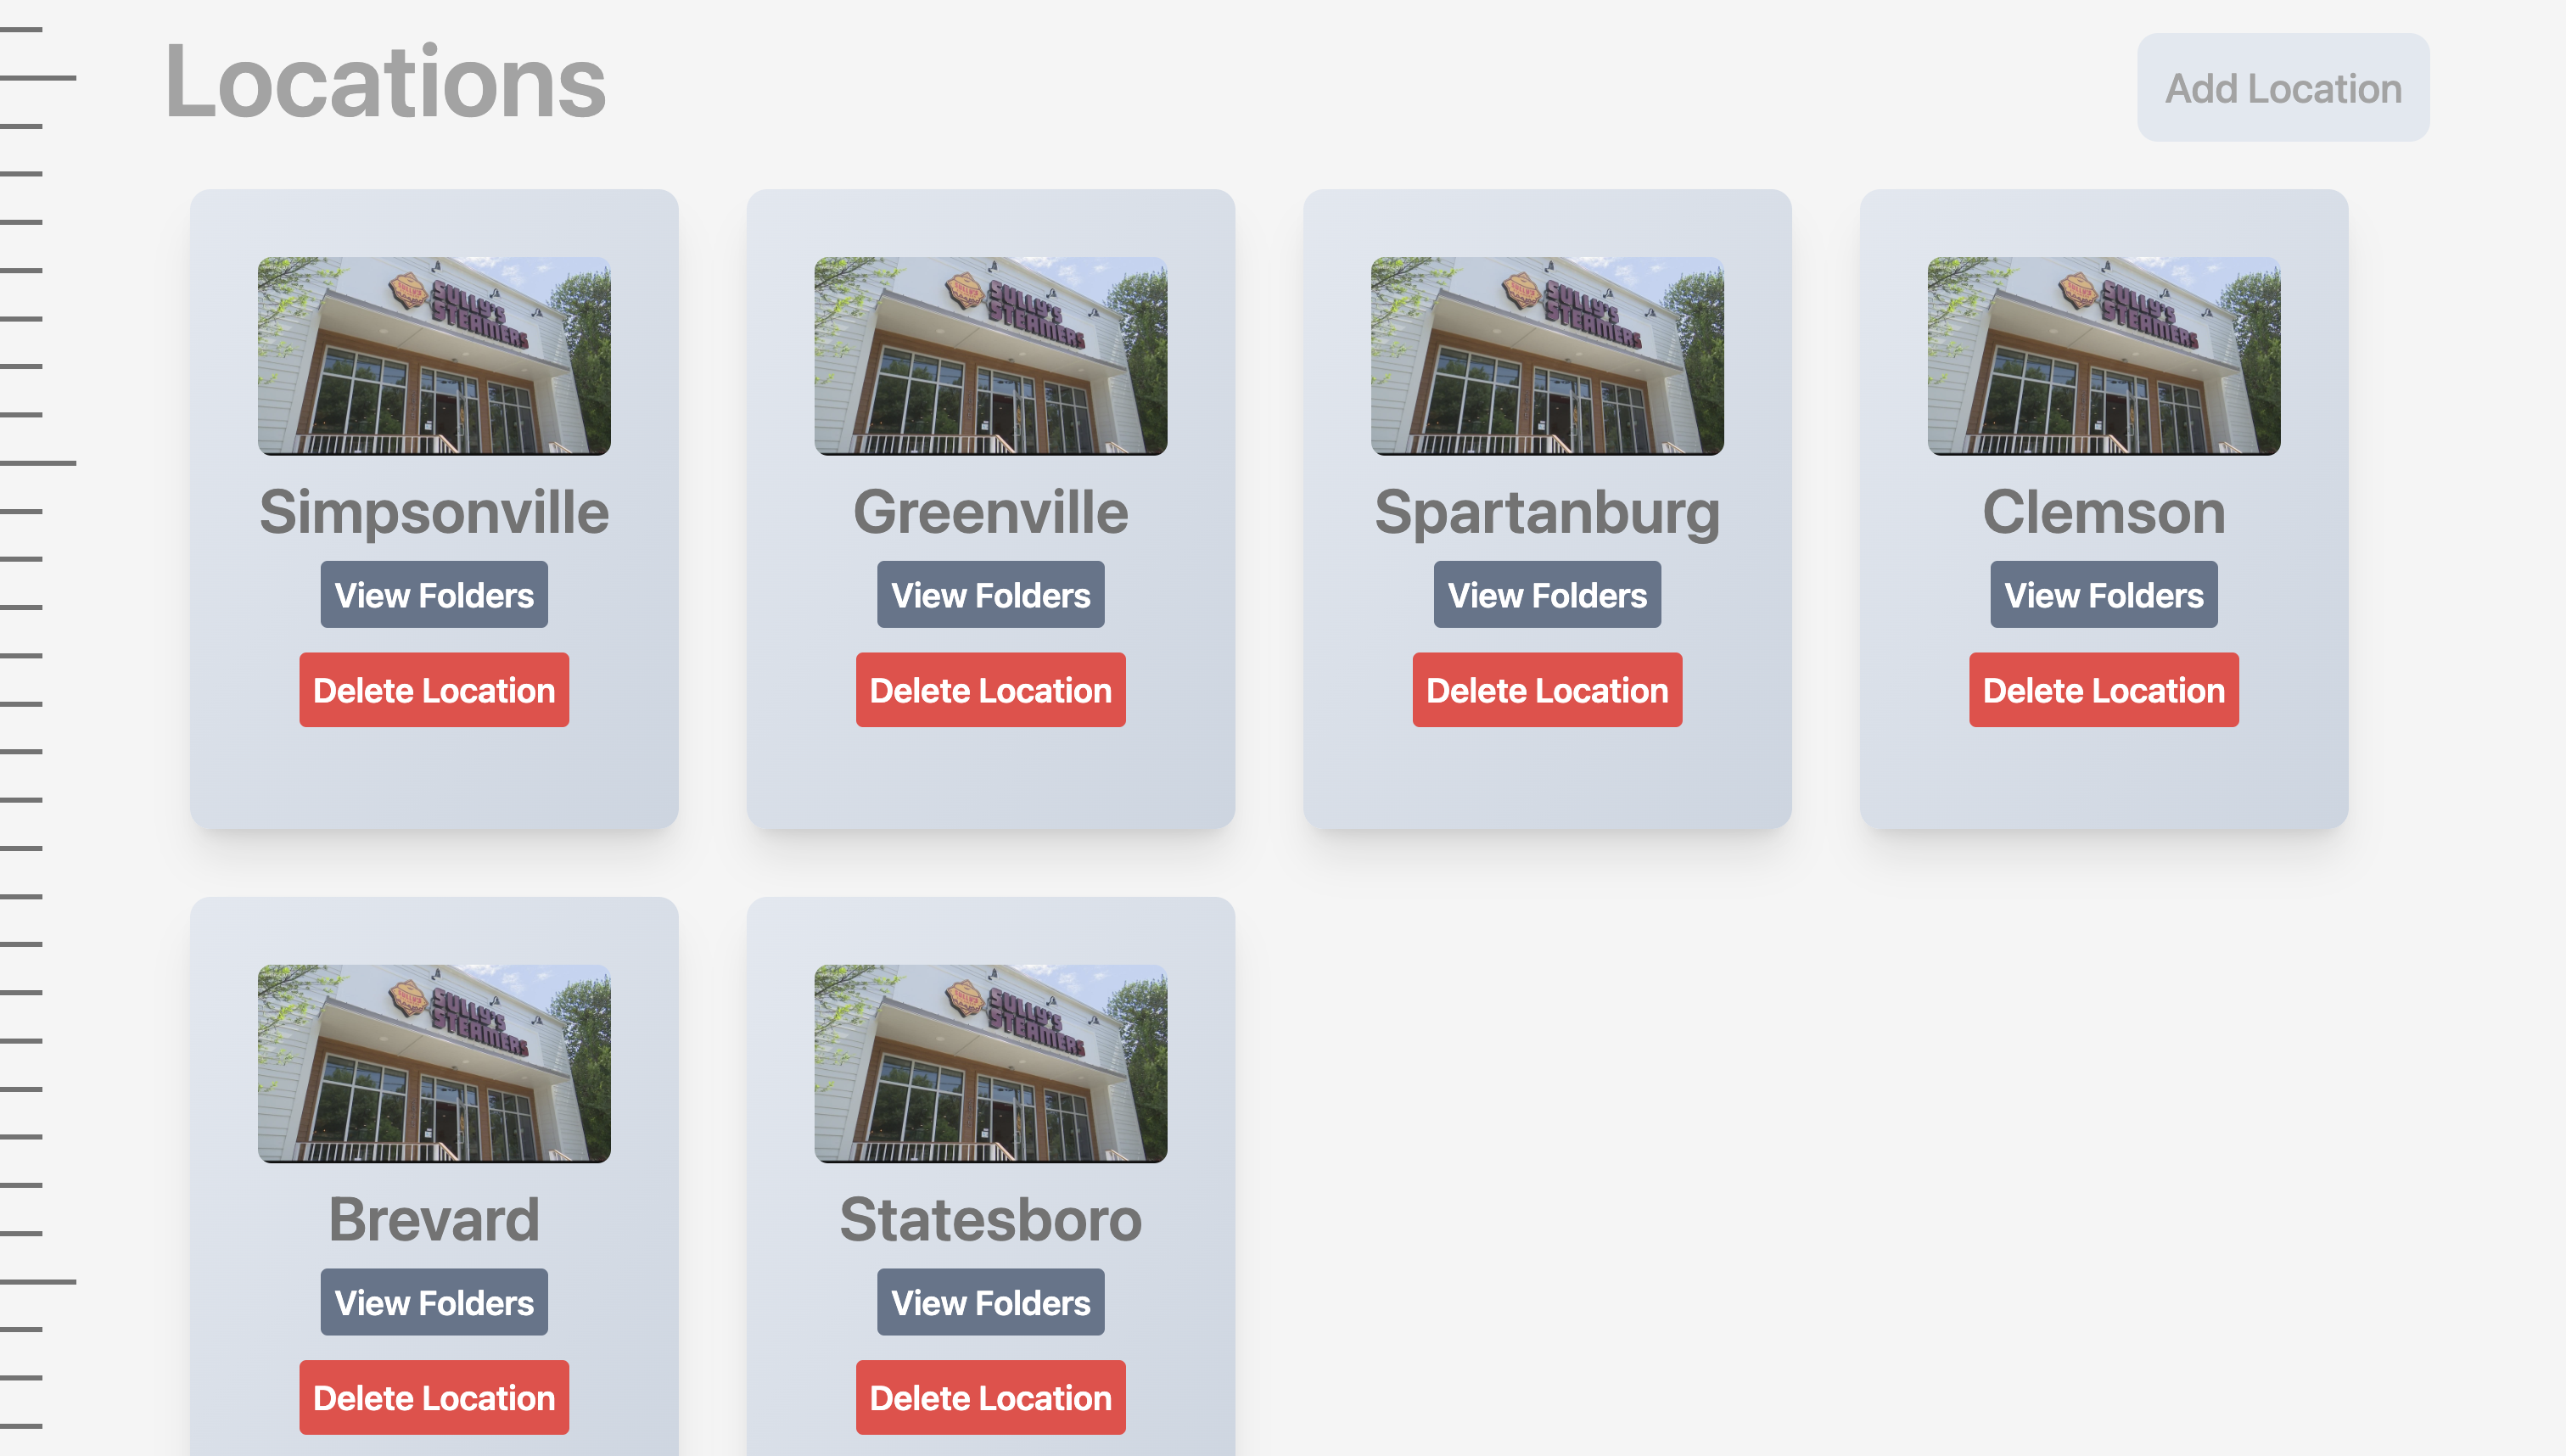 Locations
Add Location
SULLY'S
STEAMERS
Simpsonville
View Folders
Delete Location
SULLY'S
STEAMERS
Greenville
View Folders
Delete Location
SULLY'S
STEAMERS
Spartanburg
View Folders
Delete Location
SULLY'S
STEAMERS
Clemson
View Folders
Delete Location
SULLY'S
STEAMERS
Brevard
View Folders
Delete Location
SULLY'S
STEAMERS
Statesboro
View Folders
Delete Location